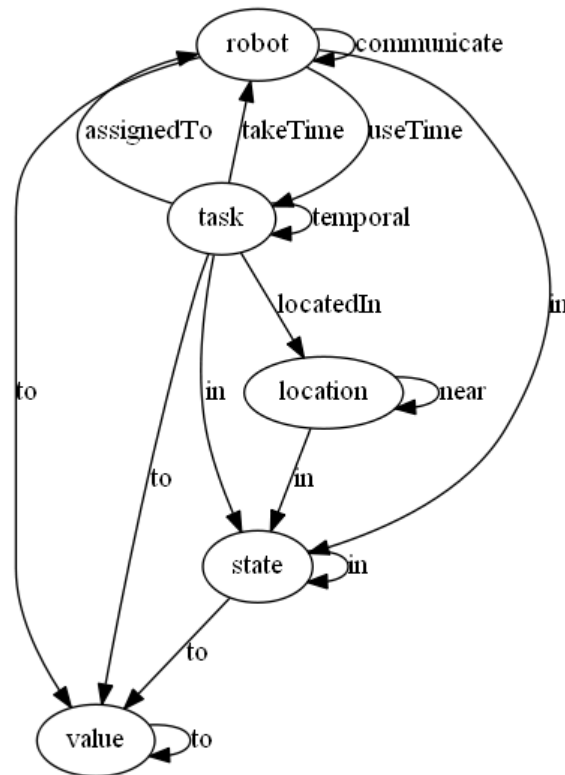 robot
communicate
assignedTo
takeTime
useTime
task
temporal
locatedIn
in
location
near
to
in
to
in
state
in
to
value
to